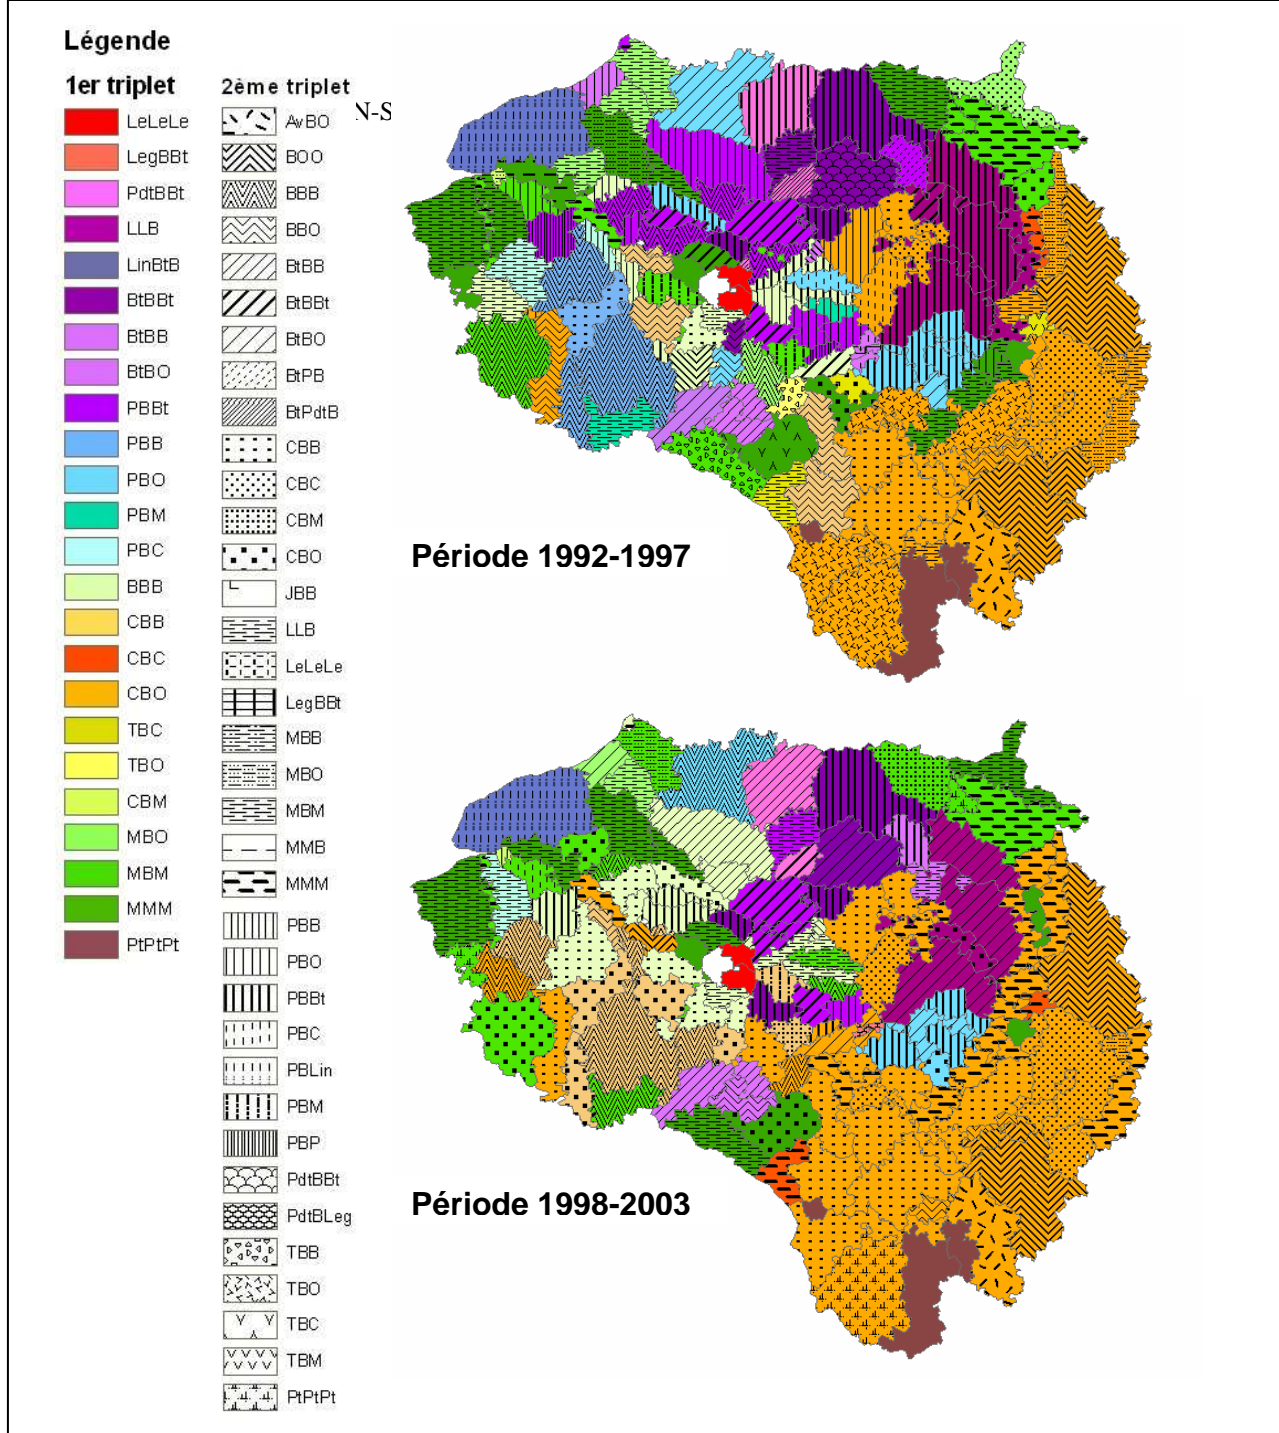 Légende
1er triplet
LeLeLe
LegBBt
PdtBBt
LLB
LinBtB
BtBBt
BtBB
BtBO
PBBt
PBB
PBO
PBM
PBC
BBB
CBB
CBC
CBO
TBC
TBO
CBM
MBO
MBM
MMM
PtPtPt
2ème triplet
AvBO
BOO
BBB
BBO
BtBB
BtBBt
BtBO
BtPB
BtPdtB
CBB
CBC
CBM
CBO
JBB
LLB
LeLeLe
LegBBt
MBB
MBO
MBM
MMB
MMM
PBB
PBO
PBBt
PBC
PBLin
PBM
PBP
PdtBBt
PdtBLeg
TBB
TBO
TBC
TBM
PtPtPt
N-S
Période 1992-1997
Période 1998-2003